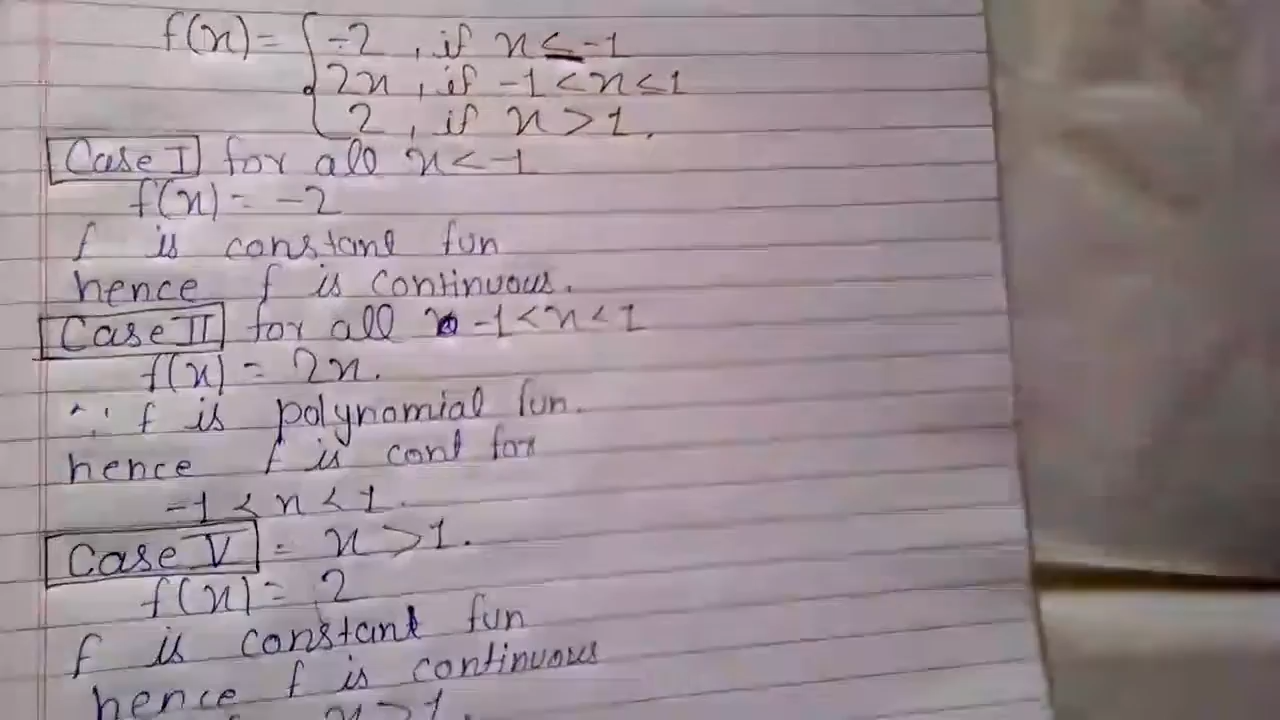 f(x) = { -2 , if x ≤ -1
2x , if -1 < x ≤ 1
2 , if x > 1.
Case I for all x < -1
f(x) = -2
f is constant fun
hence f is continuous.
Case II for all -1 < x < 1
f(x) = 2x.
∵ f is polynomial fun.
hence f is cont for
-1 < x < 1.
Case V = x > 1.
f(x) = 2
f is constant fun
hence f is continuous
x > 1.